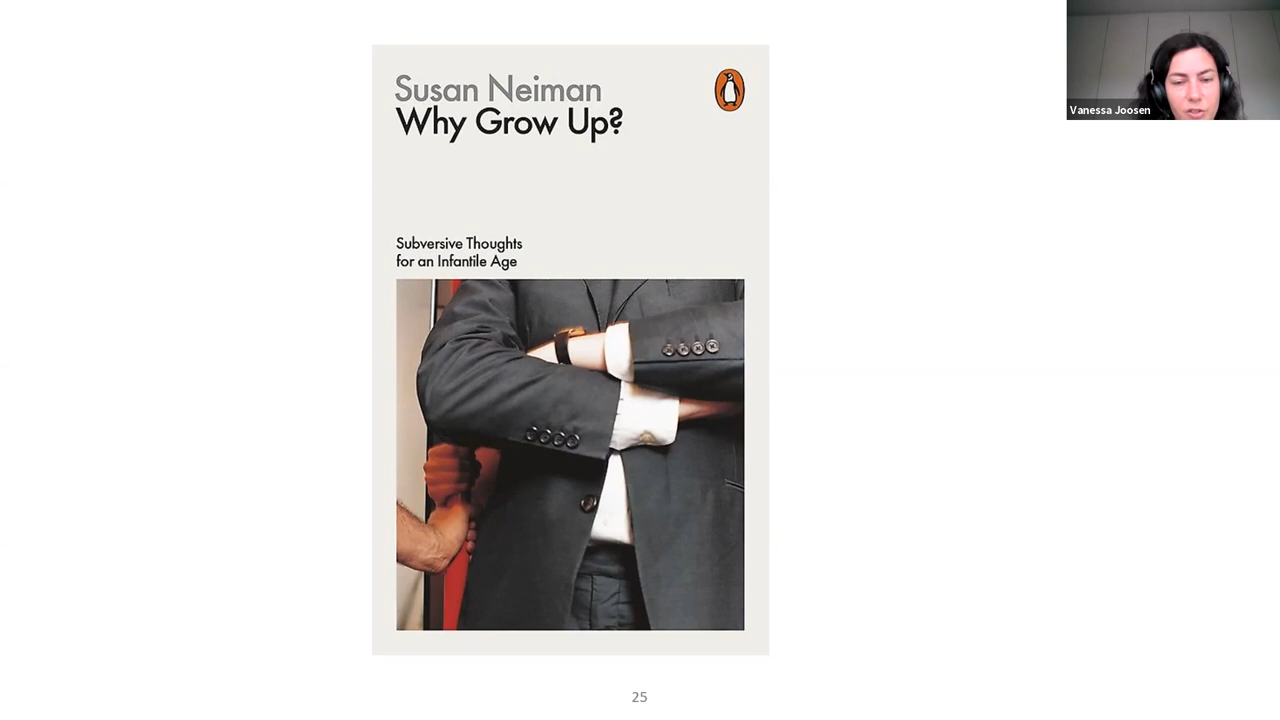 Susan Neiman
Why Grow Up?
Subversive Thoughts
for an Infantile Age
Vanessa Joosen
25